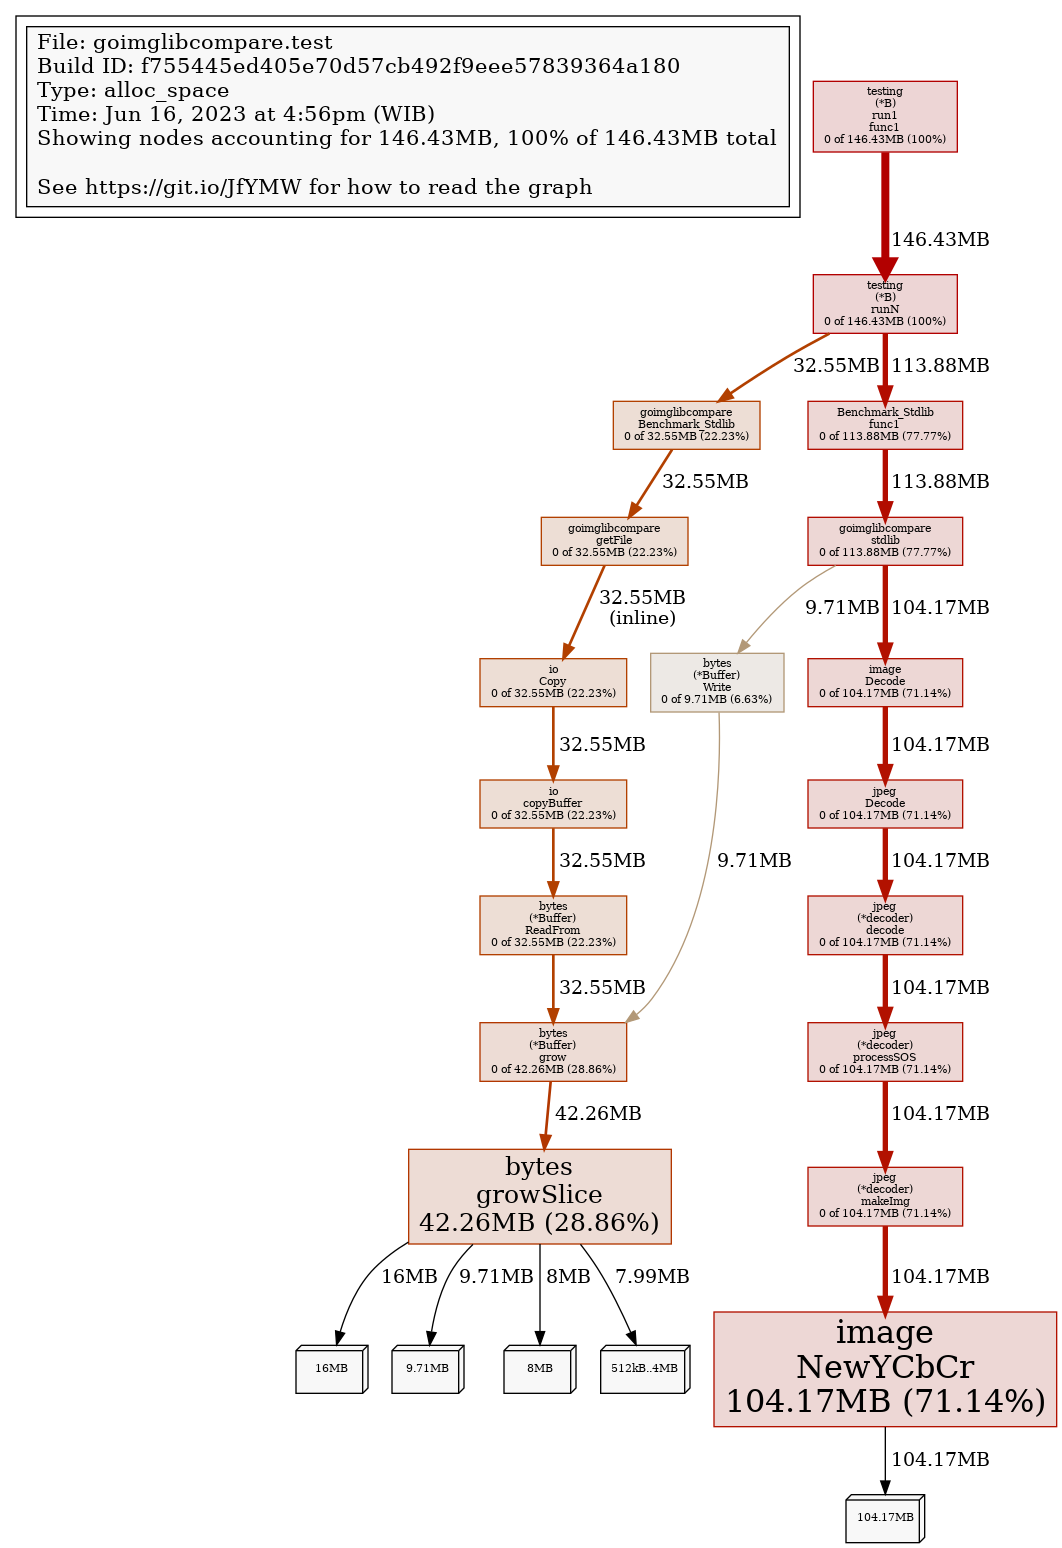 File: goimglibcompare.test
Build ID: f755445ed405e70d57cb492f9eee57839364a180
Type: alloc_space
Time: Jun 16, 2023 at 4:56pm (WIB)
Showing nodes accounting for 146.43MB, 100% of 146.43MB total
See https://git.io/JfYMW for how to read the graph
testing
(*B)
run1
func1
0 of 146.43MB (100%)
146.43MB
testing
(*B)
runN
0 of 146.43MB (100%)
32.55MB
113.88MB
goimglibcompare
Benchmark_Stdlib
0 of 32.55MB (22.23%)
Benchmark_Stdlib
func1
0 of 113.88MB (77.77%)
32.55MB
113.88MB
goimglibcompare
getFile
0 of 32.55MB (22.23%)
goimglibcompare
stdlib
0 of 113.88MB (77.77%)
32.55MB
(inline)
9.71MB
104.17MB
io
Copy
0 of 32.55MB (22.23%)
bytes
(*Buffer)
Write
0 of 9.71MB (6.63%)
image
Decode
0 of 104.17MB (71.14%)
32.55MB
104.17MB
io
copyBuffer
0 of 32.55MB (22.23%)
jpeg
Decode
0 of 104.17MB (71.14%)
32.55MB
9.71MB
104.17MB
bytes
(*Buffer)
ReadFrom
0 of 32.55MB (22.23%)
jpeg
(*decoder)
decode
0 of 104.17MB (71.14%)
32.55MB
104.17MB
bytes
(*Buffer)
grow
0 of 42.26MB (28.86%)
jpeg
(*decoder)
processSOS
0 of 104.17MB (71.14%)
42.26MB
104.17MB
bytes
growSlice
42.26MB (28.86%)
jpeg
(*decoder)
makeImg
0 of 104.17MB (71.14%)
16MB
9.71MB
8MB
7.99MB
104.17MB
16MB
9.71MB
8MB
512kB..4MB
image
NewYCbCr
104.17MB (71.14%)
104.17MB
104.17MB